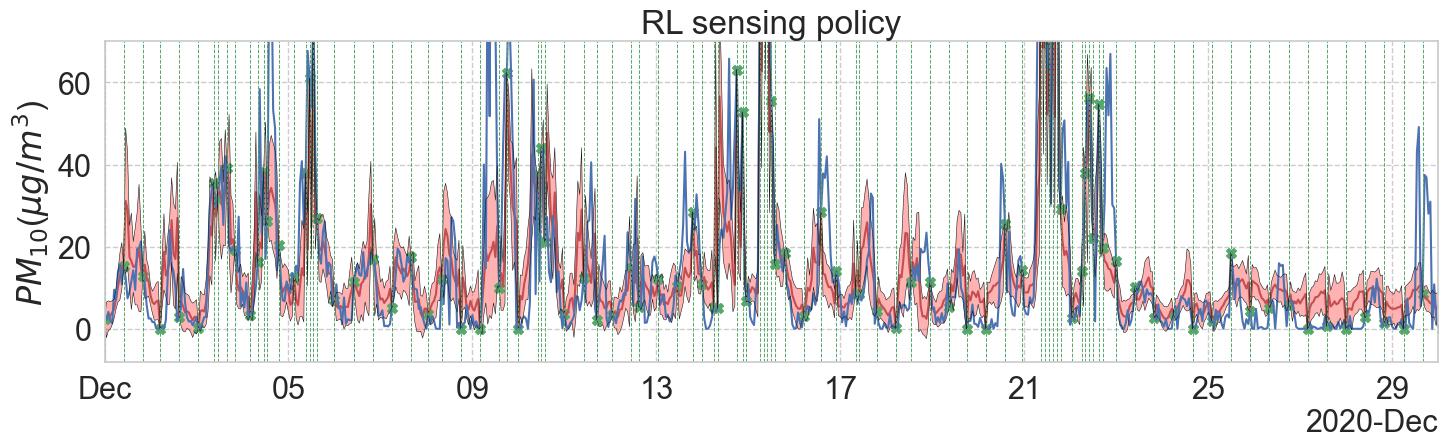 RL sensing policy
PM₁₀(μg/m³)
60
40
20
0
Dec 05 09 13 17 21 25 29
2020-Dec